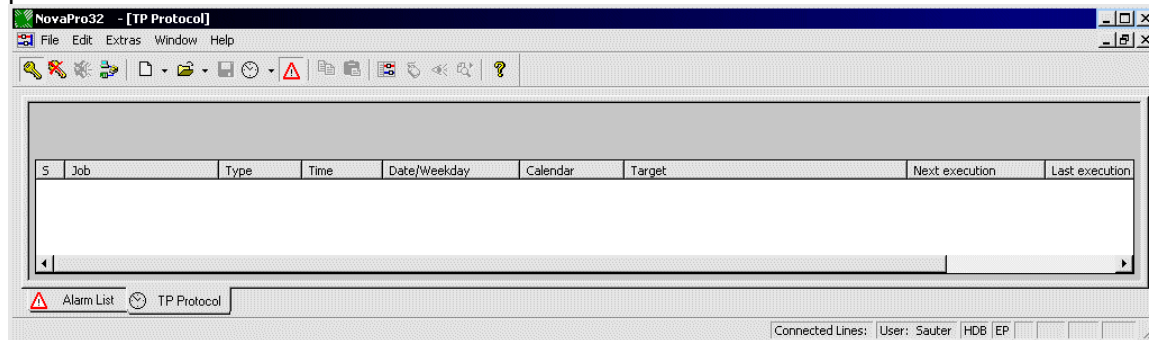 NovaPro32 - [TP Protocol]
File Edit Extras Window Help
S Job Type Time Date/Weekday Calendar Target Next execution Last execution
Alarm List TP Protocol
Connected Lines: User: Sauter HDB EP